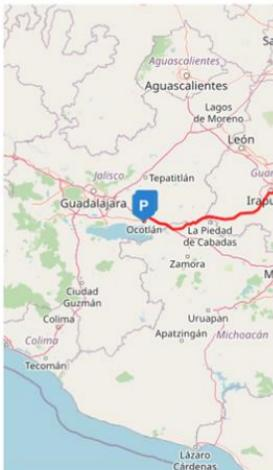 Aguascalientes
Aguascalientes
Lagos
de Moreno
León
Jalisco
Tepatitlán
Guadalajara
P
Irapu
Ocotlán
La Piedad
de Cabadas
Zamora
Ciudad
Guzmán
Uruapan
Colima
Colima
Michoacán
Apatzingán
Tecomán
Lázaro
Cárdenas